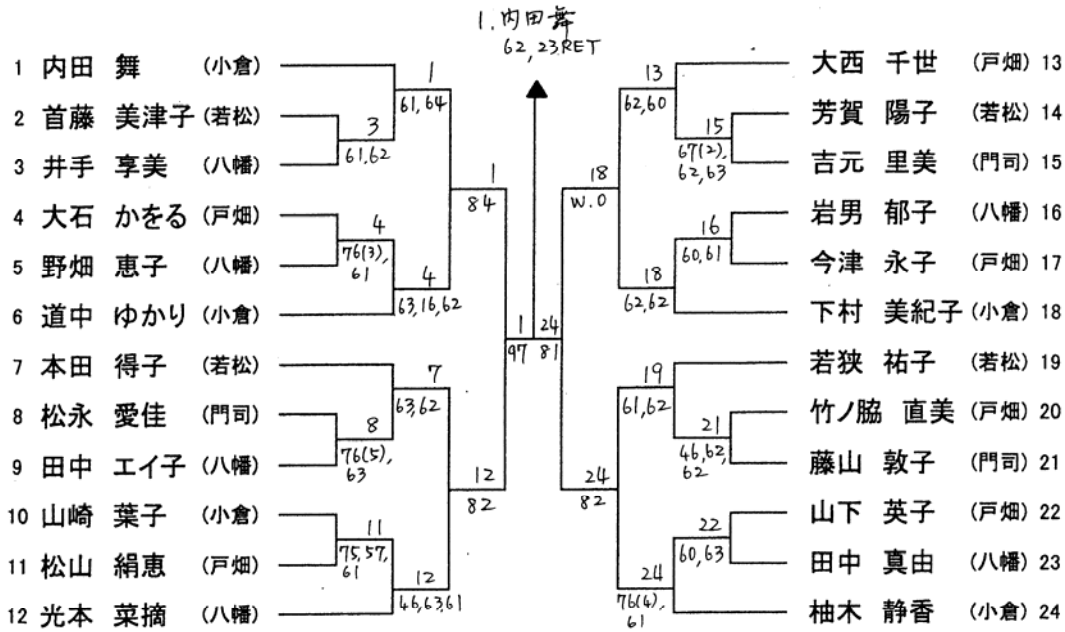 1. 内田舞
62, 23 RET
1 内田 舞 (小倉)
2 首藤 美津子 (若松)
3 井手 享美 (八幡)
4 大石 かをる (戸畑)
5 野畑 恵子 (八幡)
6 道中 ゆかり (小倉)
7 本田 得子 (若松)
8 松永 愛佳 (門司)
9 田中 エイ子 (八幡)
10 山崎 葉子 (小倉)
11 松山 絹恵 (戸畑)
12 光本 菜摘 (八幡)
3
61,62
4
76(3),
61
8
76(5),
63
11
75,57,
61
1
61,64
4
63,16,62
7
63,62
12
46,63,61
1
84
12
82
1
97
24
81
18
W.O
24
82
13
62,60
18
62,62
19
61,62
24
76(4),
61
15
67(2),
62,63
16
60,61
21
46,62,
62
22
60,63
大西 千世 (戸畑) 13
芳賀 陽子 (若松) 14
吉元 里美 (門司) 15
岩男 郁子 (八幡) 16
今津 永子 (戸畑) 17
下村 美紀子 (小倉) 18
若狭 祐子 (若松) 19
竹ノ脇 直美 (戸畑) 20
藤山 敦子 (門司) 21
山下 英子 (戸畑) 22
田中 真由 (八幡) 23
柚木 静香 (小倉) 24